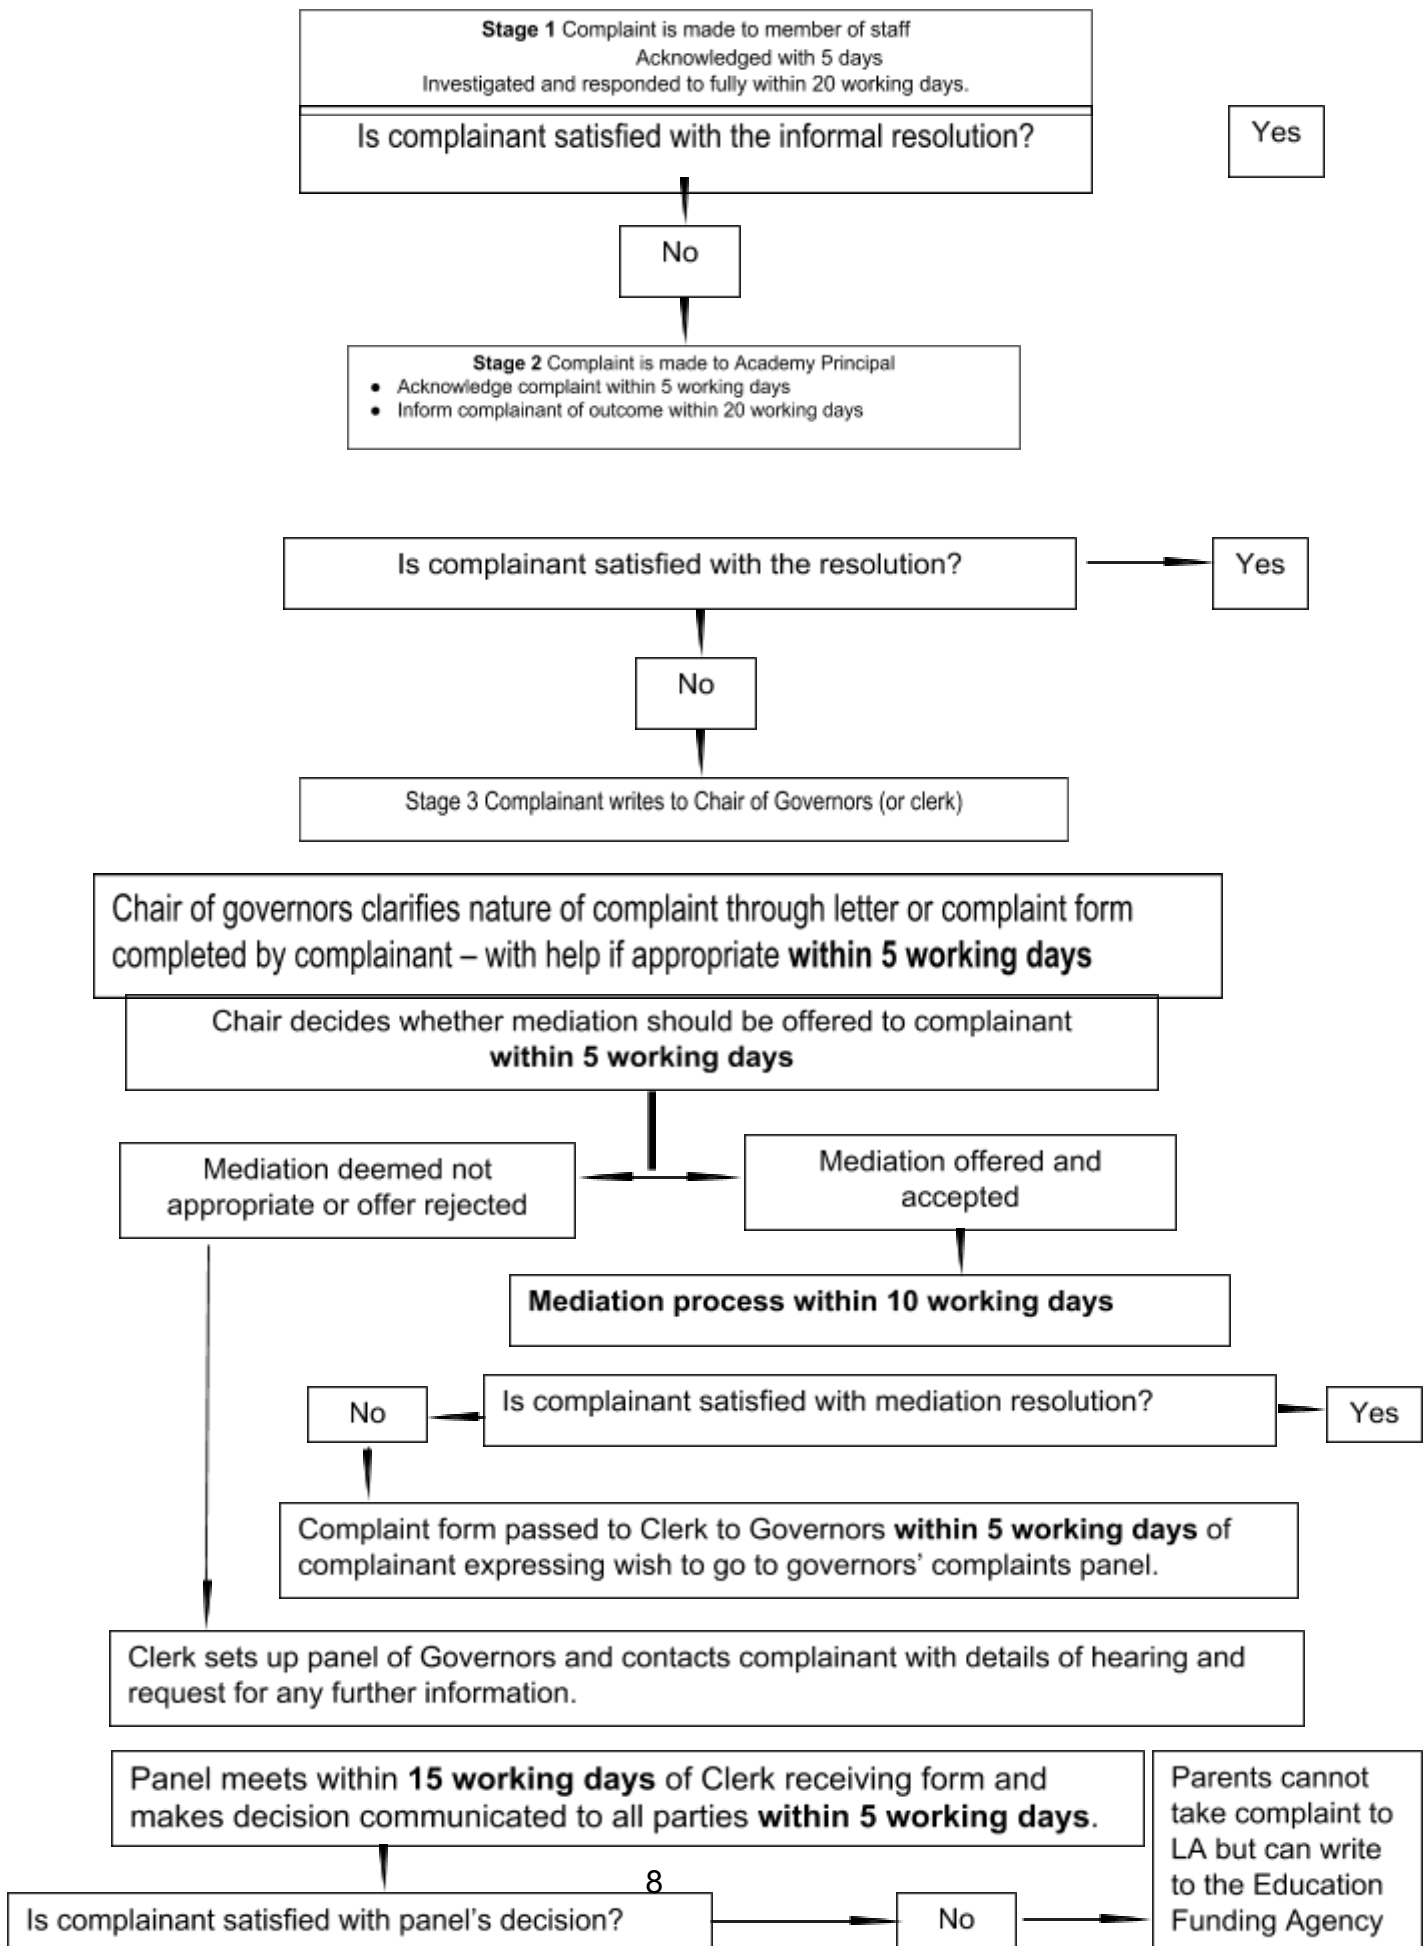 Stage 1 Complaint is made to member of staff
Acknowledged with 5 days
Investigated and responded to fully within 20 working days.
Is complainant satisfied with the informal resolution?
Yes
No
Stage 2 Complaint is made to Academy Principal
● Acknowledge complaint within 5 working days
● Inform complainant of outcome within 20 working days
Is complainant satisfied with the resolution?
Yes
No
Stage 3 Complainant writes to Chair of Governors (or clerk)
Chair of governors clarifies nature of complaint through letter or complaint form
completed by complainant – with help if appropriate within 5 working days
Chair decides whether mediation should be offered to complainant
within 5 working days
Mediation deemed not
appropriate or offer rejected
Mediation offered and
accepted
Mediation process within 10 working days
No
Is complainant satisfied with mediation resolution?
Yes
Complaint form passed to Clerk to Governors within 5 working days of
complainant expressing wish to go to governors’ complaints panel.
Clerk sets up panel of Governors and contacts complainant with details of hearing and
request for any further information.
Panel meets within 15 working days of Clerk receiving form and
makes decision communicated to all parties within 5 working days.
Parents cannot
take complaint to
LA but can write
to the Education
Funding Agency
8
Is complainant satisfied with panel’s decision?
No